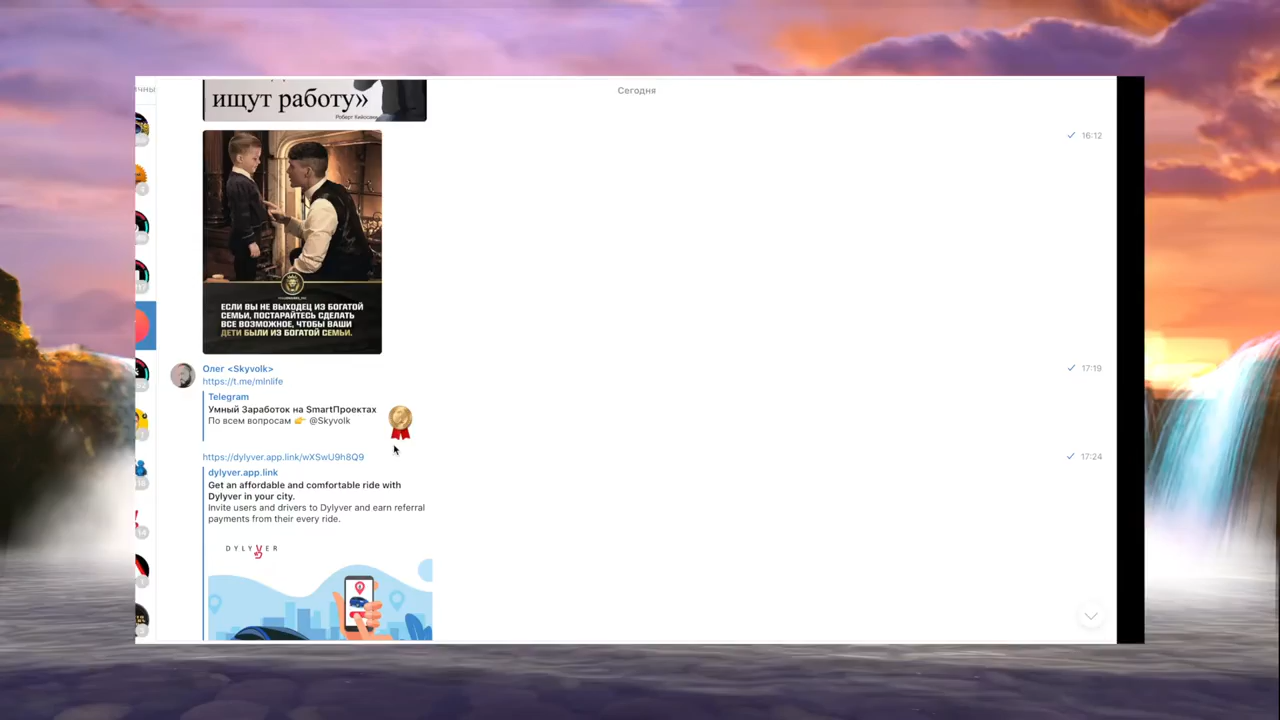 ичны
Сегодня
ищут работу»
Роберт Кийосаки
16:12
ЕСЛИ ВЫ НЕ ВЫХОДЕЦ ИЗ БОГАТОЙ
СЕМЬИ, ПОСТАРАЙТЕСЬ СДЕЛАТЬ
ВСЕ ВОЗМОЖНОЕ, ЧТОБЫ ВАШИ
ДЕТИ БЫЛИ ИЗ БОГАТОЙ СЕМЬИ.
Олег <Skyvolk>
17:19
https://t.me/mlnlife
Telegram
Умный Заработок на SmartПроектах
По всем вопросам 👉 @Skyvolk
https://dylyver.app.link/wXSwU9h8Q9
17:24
dylyver.app.link
Get an affordable and comfortable ride with
Dylyver in your city.
Invite users and drivers to Dylyver and earn referral
payments from their every ride.
DYLYVER